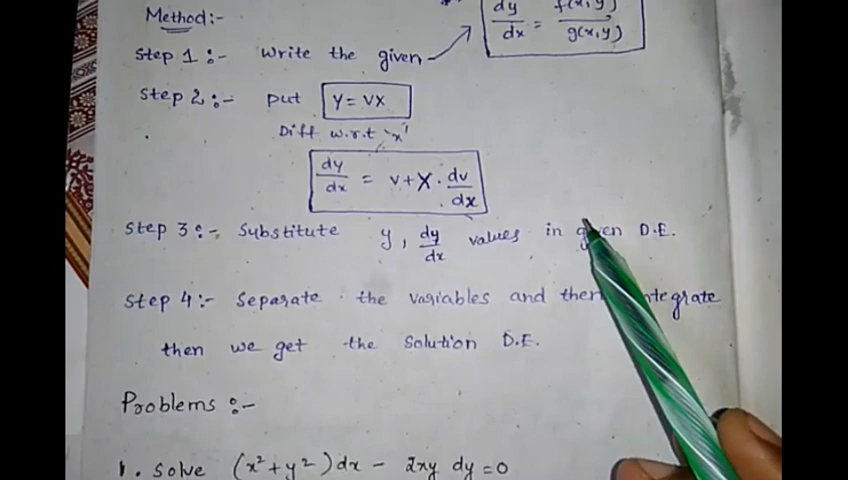 Method:-
dy/dx = f(x,y)/g(x,y)
Step 1:- Write the given
Step 2:- Put Y = VX
Diff w.r.t 'x'
dy/dx = v+X . dv/dx
Step 3:- Substitute y, dy/dx values in given D.E.
Step 4:- Separate the variables and then integrate
then we get the Solution D.E.
Problems :-
1. Solve (x²+y²)dx - 2xy dy=0